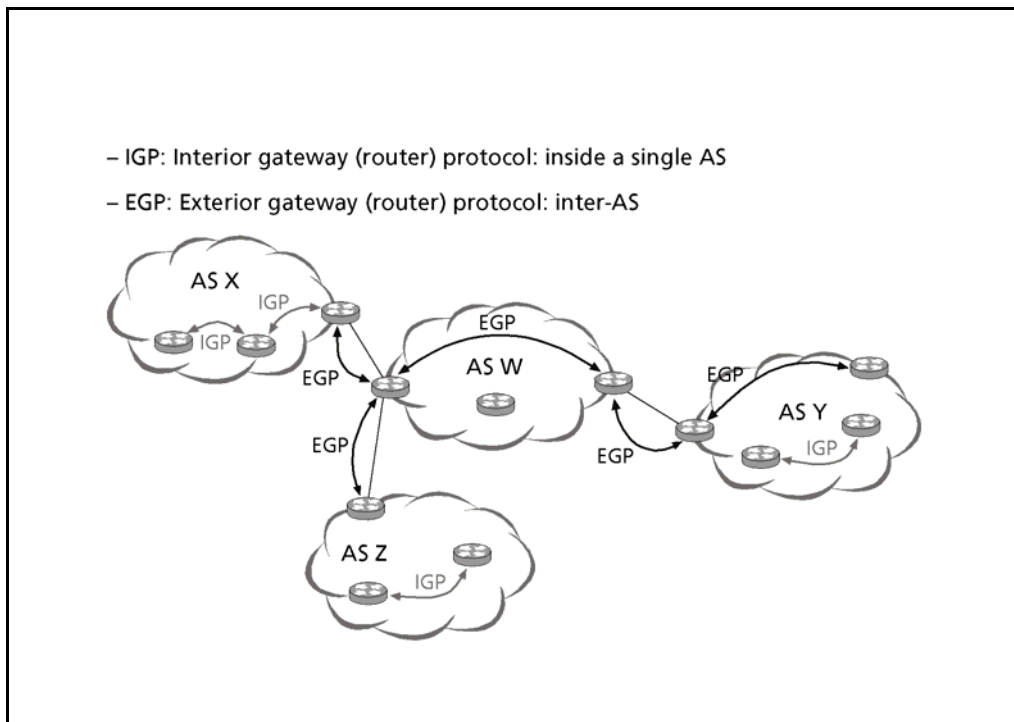 – IGP: Interior gateway (router) protocol: inside a single AS
– EGP: Exterior gateway (router) protocol: inter-AS
AS X
IGP
IGP
EGP
EGP
AS W
EGP
EGP
AS Y
IGP
EGP
AS Z
IGP